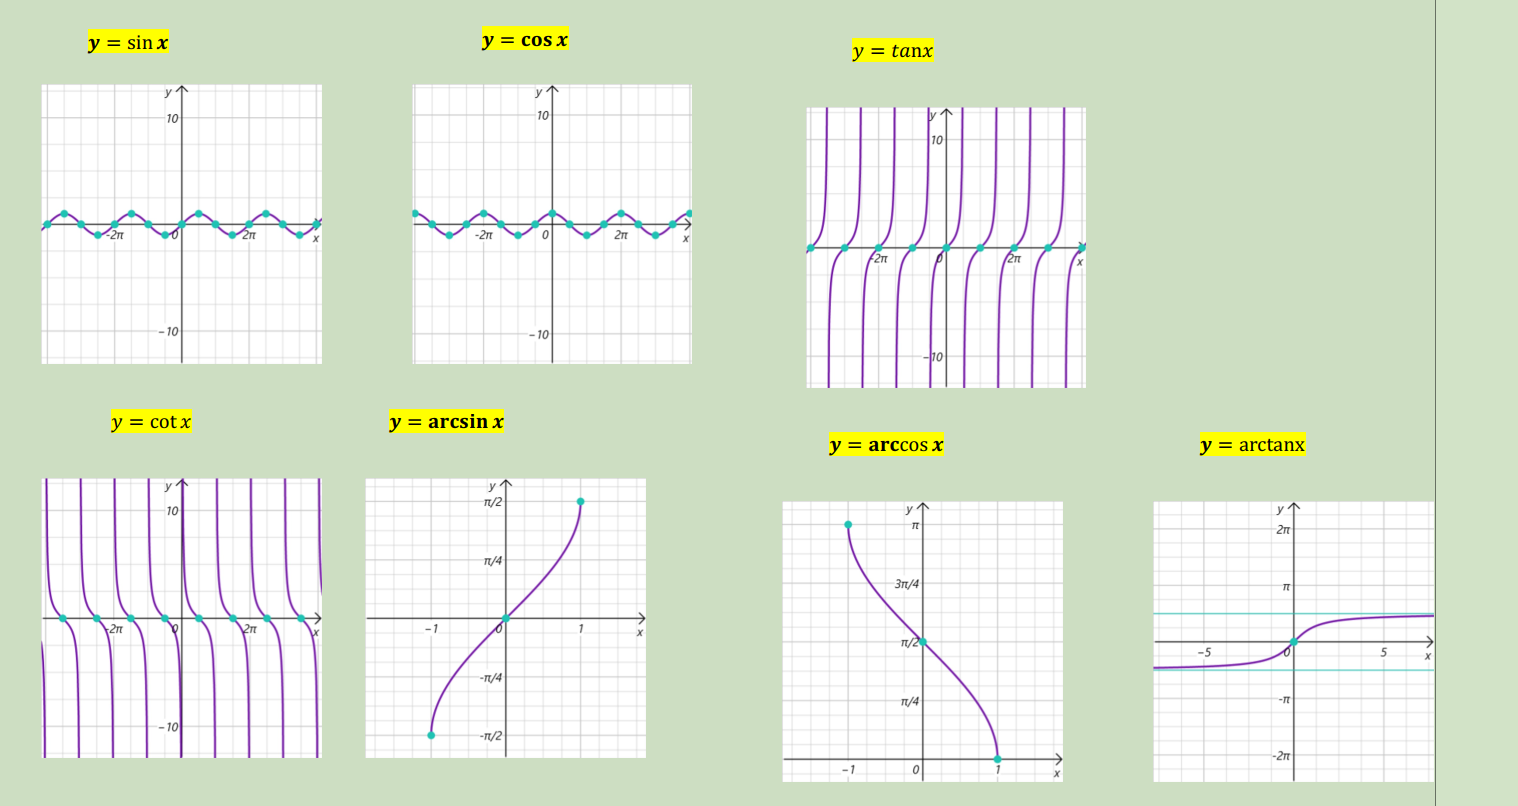 y = sin x
y = cos x
y = tanx
y
10
-2π
0
2π
x
-10
y
10
-2π
0
2π
x
-10
y
10
-2π
0
2π
x
-10
y = cot x
y = arcsin x
y = arccos x
y = arctanx
y
10
-2π
0
2π
x
-10
y
π/2
π/4
-1
0
1
x
-π/4
-π/2
y
π
3π/4
π/2
π/4
-1
0
1
x
y
2π
π
-5
0
5
x
-π
-2π